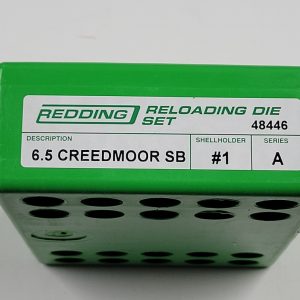 REDDING RELOADING DIE
SET 48446
DESCRIPTION SHELLHOLDER SERIES
6.5 CREEDMOOR SB #1 A